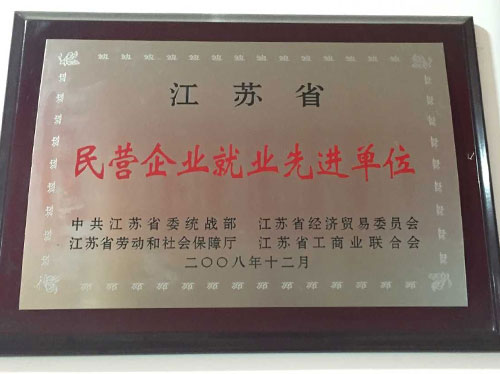 江苏省
民营企业就业先进单位
中共江苏省委统战部 江苏省经济贸易委员会
江苏省劳动和社会保障厅 江苏省工商业联合会
二〇〇八年十二月